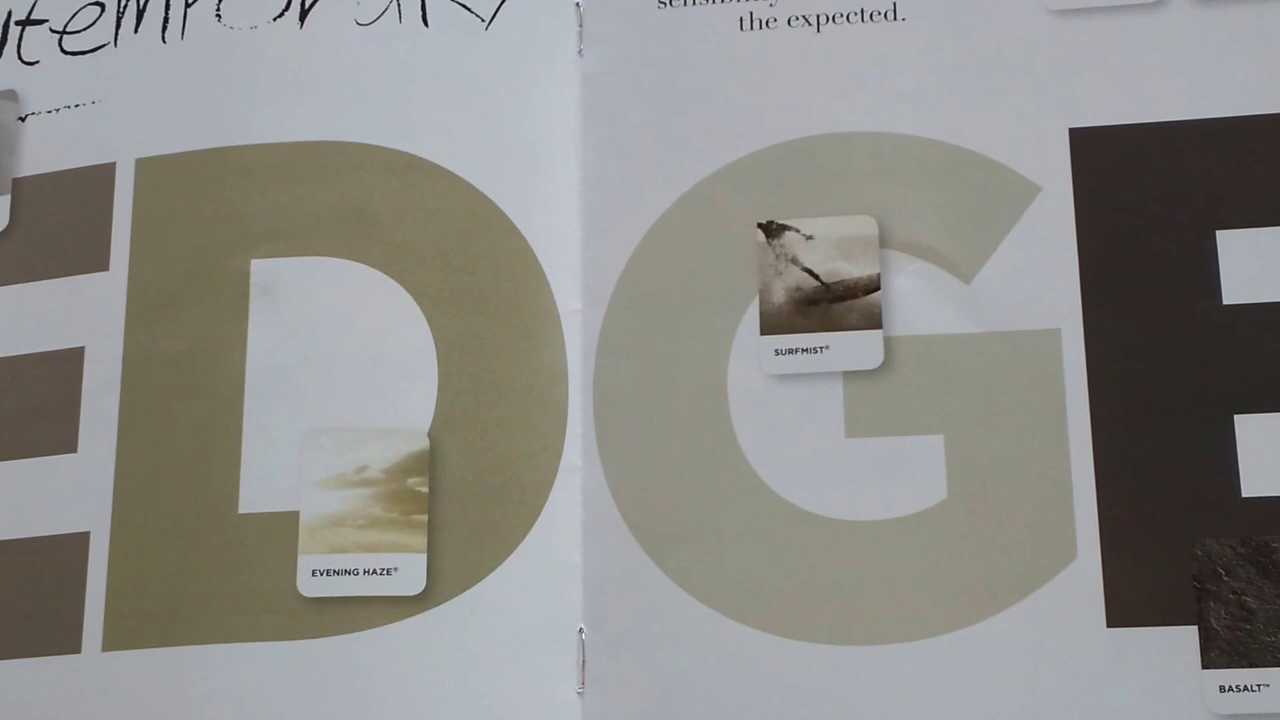 the expected.
EDGE
SURFMIST®
EVENING HAZE®
BASALT™